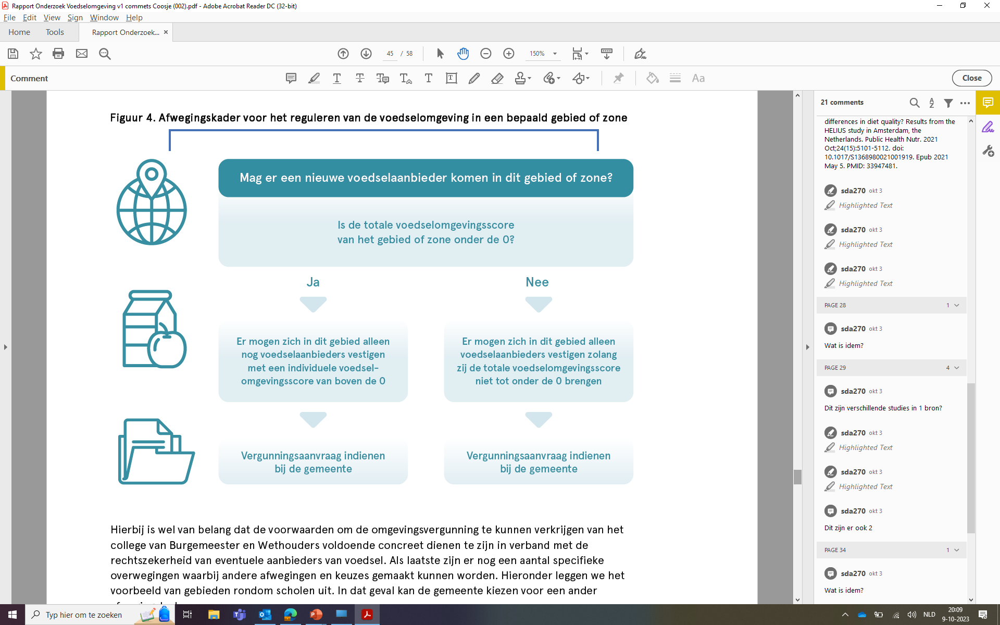 Rapport Onderzoek Voedselomgeving v1 commets Coosje (002).pdf - Adobe Acrobat Reader DC (32-bit)
File Edit View Sign Window Help
Home Tools Rapport Onderzoek...
45 / 58 150%
Comment
Aa
Close
Figuur 4. Afwegingskader voor het reguleren van de voedselomgeving in een bepaald gebied of zone
Mag er een nieuwe voedselaanbieder komen in dit gebied of zone?
Is de totale voedselomgevingsscore
van het gebied of zone onder de 0?
Ja
Nee
Er mogen zich in dit gebied alleen
nog voedselaanbieders vestigen
met een individuele voedsel-
omgevingsscore van boven de 0
Er mogen zich in dit gebied alleen
voedselaanbieders vestigen zolang
zij de totale voedselomgevingsscore
niet tot onder de 0 brengen
Vergunningsaanvraag indienen
bij de gemeente
Vergunningsaanvraag indienen
bij de gemeente
Hierbij is wel van belang dat de voorwaarden om de omgevingsvergunning te kunnen verkrijgen van het
college van Burgemeester en Wethouders voldoende concreet dienen te zijn in verband met de
rechtszekerheid van eventuele aanbieders van voedsel. Als laatste zijn er nog een aantal specifieke
overwegingen waarbij andere afwegingen en keuzes gemaakt kunnen worden. Hieronder leggen we het
voorbeeld van gebieden rondom scholen uit. In dat geval kan de gemeente kiezen voor een ander
21 comments
differences in diet quality? Results from the
HELIUS study in Amsterdam, the
Netherlands. Public Health Nutr. 2021
Oct;24(15):5101-5112. doi:
10.1017/S1368980021001919. Epub 2021
May 5. PMID: 33947481.
sda270 okt 3
Highlighted Text
sda270 okt 3
Highlighted Text
sda270 okt 3
Highlighted Text
PAGE 28 1
sda270 okt 3
Wat is idem?
PAGE 29 4
sda270 okt 3
Dit zijn verschillende studies in 1 bron?
sda270 okt 3
Highlighted Text
sda270 okt 3
Highlighted Text
sda270 okt 3
Dit zijn er ook 2
PAGE 34 1
sda270 okt 3
Wat is idem?
Typ hier om te zoeken
NLD
20:09
9-10-2023